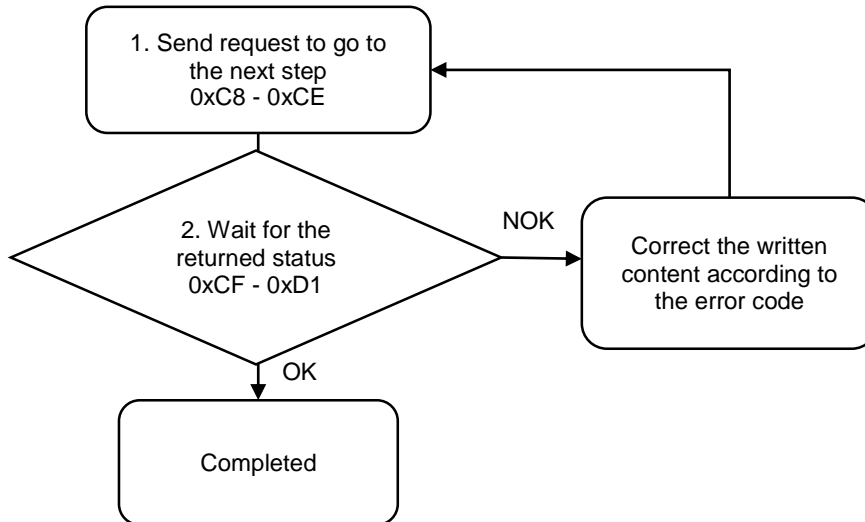 1. Send request to go to
the next step
0xC8 - 0xCE
2. Wait for the
returned status
0xCF - 0xD1
NOK
Correct the written
content according to
the error code
OK
Completed